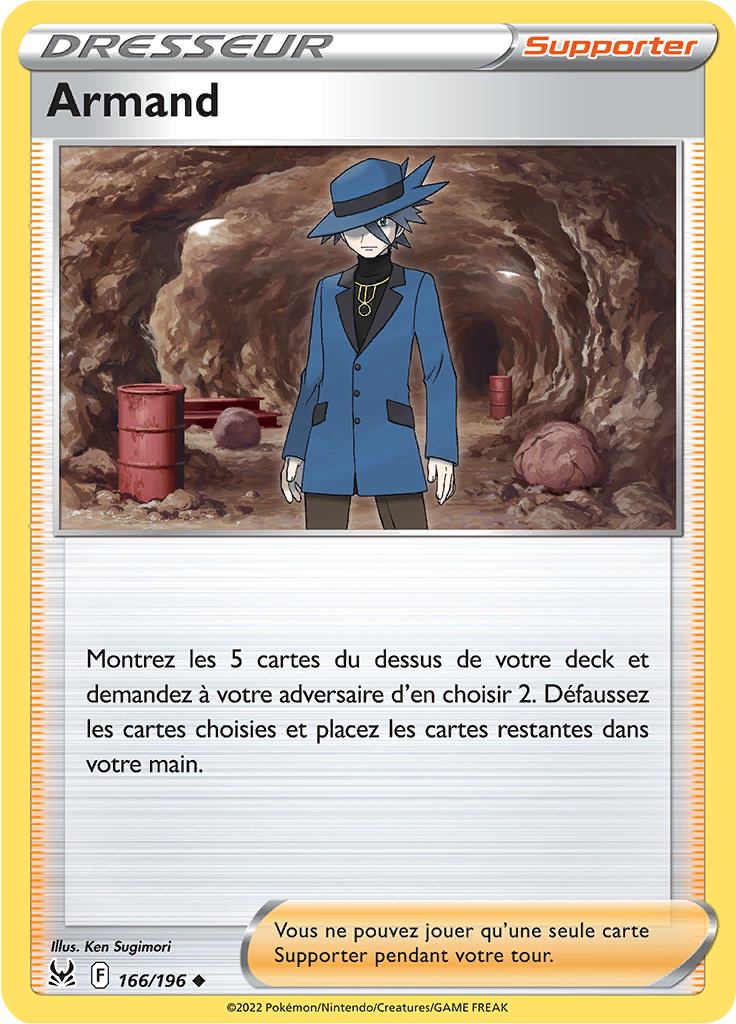 DRESSEUR
Supporter
Armand
Montrez les 5 cartes du dessus de votre deck et
demandez à votre adversaire d'en choisir 2. Défaussez
les cartes choisies et placez les cartes restantes dans
votre main.
Illus. Ken Sugimori
Vous ne pouvez jouer qu'une seule carte
Supporter pendant votre tour.
F 166/196 ◆
©2022 Pokémon/Nintendo/Creatures/GAME FREAK